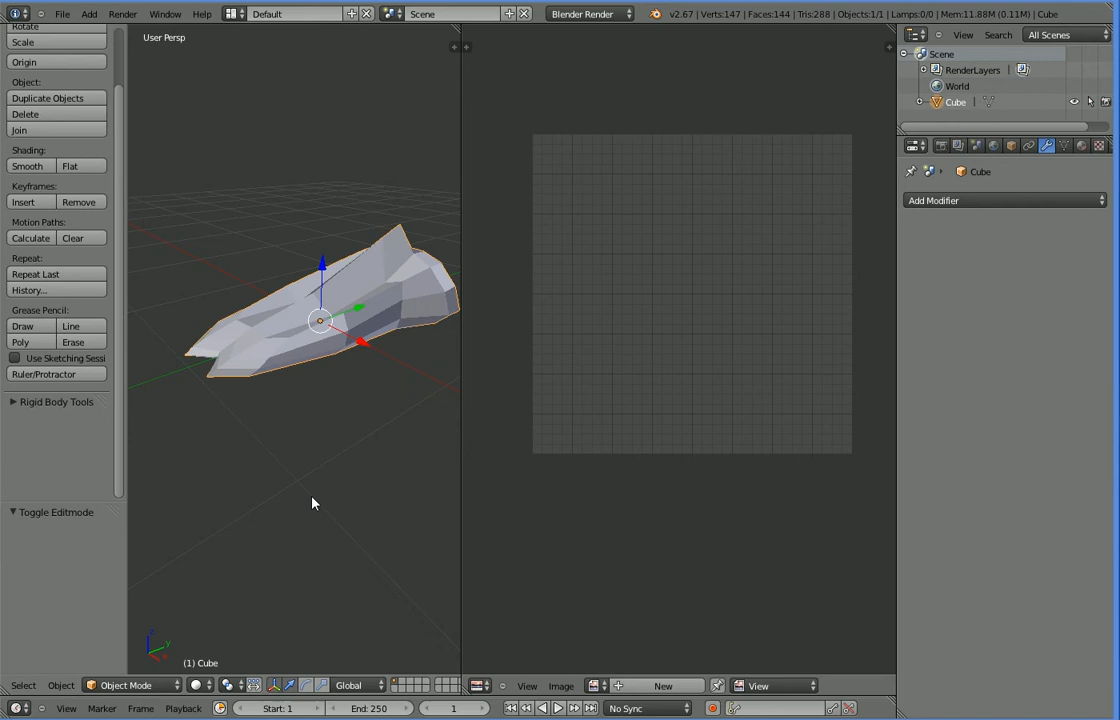 File Add Render Window Help Default Scene Blender Render v2.67 | Verts:147 | Faces:144 | Tris:288 | Objects:1/1 | Lamps:0/0 | Mem:11.88M (0.11M) | Cube
Rotate
Scale
Origin
Object:
Duplicate Objects
Delete
Join
Shading:
Smooth Flat
Keyframes:
Insert Remove
Motion Paths:
Calculate Clear
Repeat:
Repeat Last
History...
Grease Pencil:
Draw Line
Poly Erase
Use Sketching Sessi
Ruler/Protractor
Rigid Body Tools
Toggle Editmode
User Persp
z
y
x
(1) Cube
View Search All Scenes
Scene
RenderLayers |
World
Cube |
Cube
Add Modifier
Select Object Object Mode Global
View Image New View
View Marker Frame Playback Start: 1 End: 250 1 No Sync